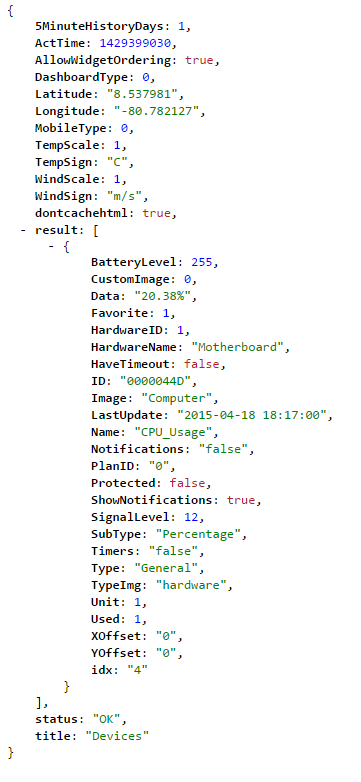 {
5MinuteHistoryDays: 1,
ActTime: 1429399030,
AllowWidgetOrdering: true,
DashboardType: 0,
Latitude: "8.537981",
Longitude: "-80.782127",
MobileType: 0,
TempScale: 1,
TempSign: "C",
WindScale: 1,
WindSign: "m/s",
dontcachehtml: true,
- result: [
- {
BatteryLevel: 255,
CustomImage: 0,
Data: "20.38%",
Favorite: 1,
HardwareID: 1,
HardwareName: "Motherboard",
HaveTimeout: false,
ID: "0000044D",
Image: "Computer",
LastUpdate: "2015-04-18 18:17:00",
Name: "CPU_Usage",
Notifications: "false",
PlanID: "0",
Protected: false,
ShowNotifications: true,
SignalLevel: 12,
SubType: "Percentage",
Timers: "false",
Type: "General",
TypeImg: "hardware",
Unit: 1,
Used: 1,
XOffset: "0",
YOffset: "0",
idx: "4"
}
],
status: "OK",
title: "Devices"
}